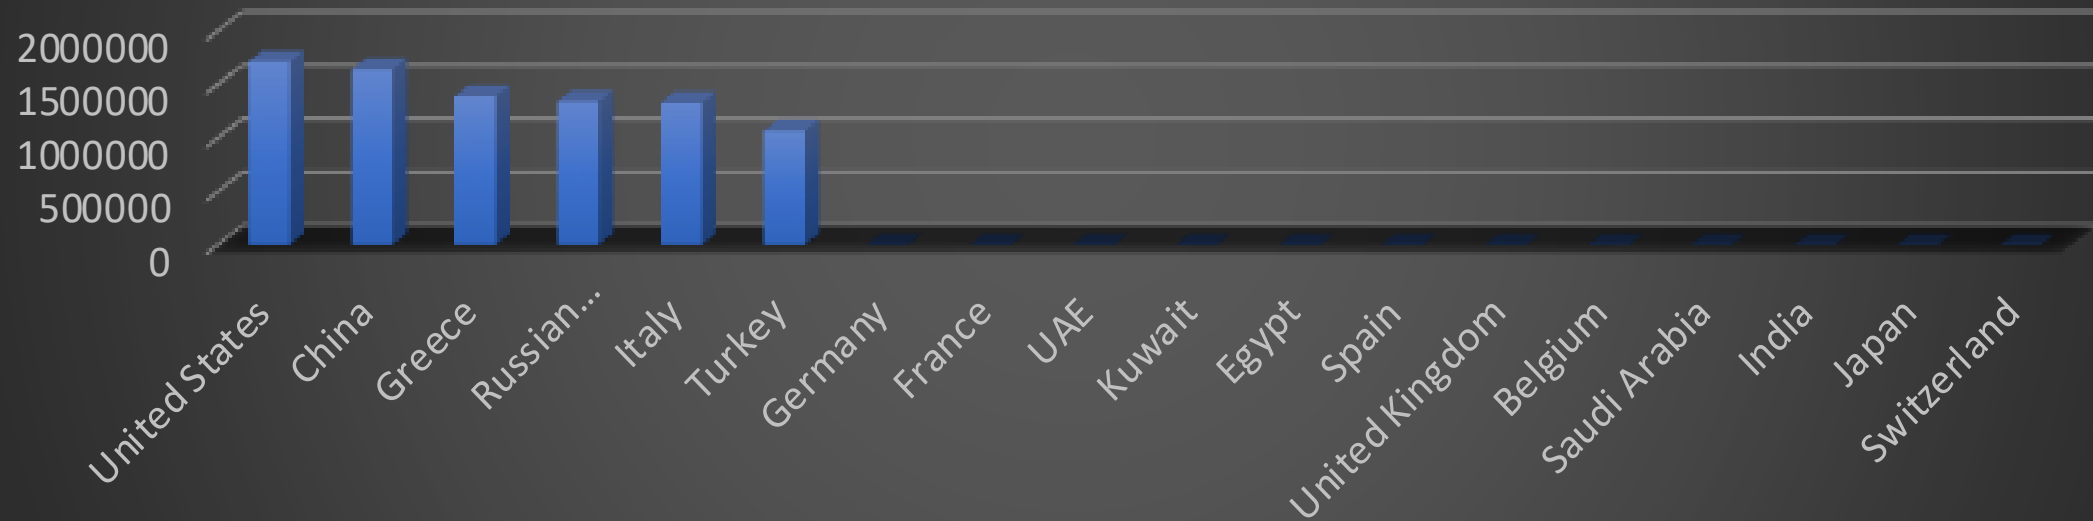 2000000
1500000
1000000
500000
0
United States
China
Greece
Russian...
Italy
Turkey
Germany
France
UAE
Kuwait
Egypt
Spain
United Kingdom
Belgium
Saudi Arabia
India
Japan
Switzerland